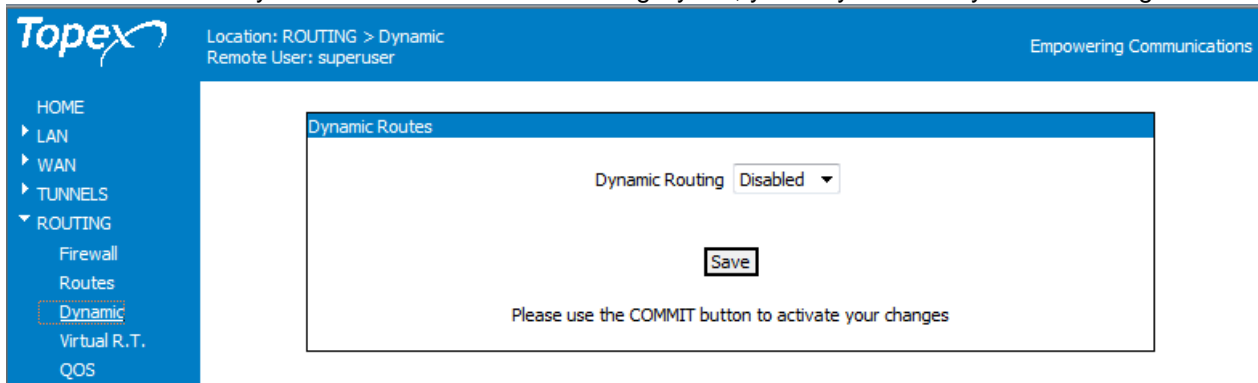 Topex
Location: ROUTING > Dynamic
Remote User: superuser
Empowering Communications
HOME
LAN
WAN
TUNNELS
ROUTING
Firewall
Routes
Dynamic
Virtual R.T.
QOS
Dynamic Routes
Dynamic Routing Disabled
Save
Please use the COMMIT button to activate your changes